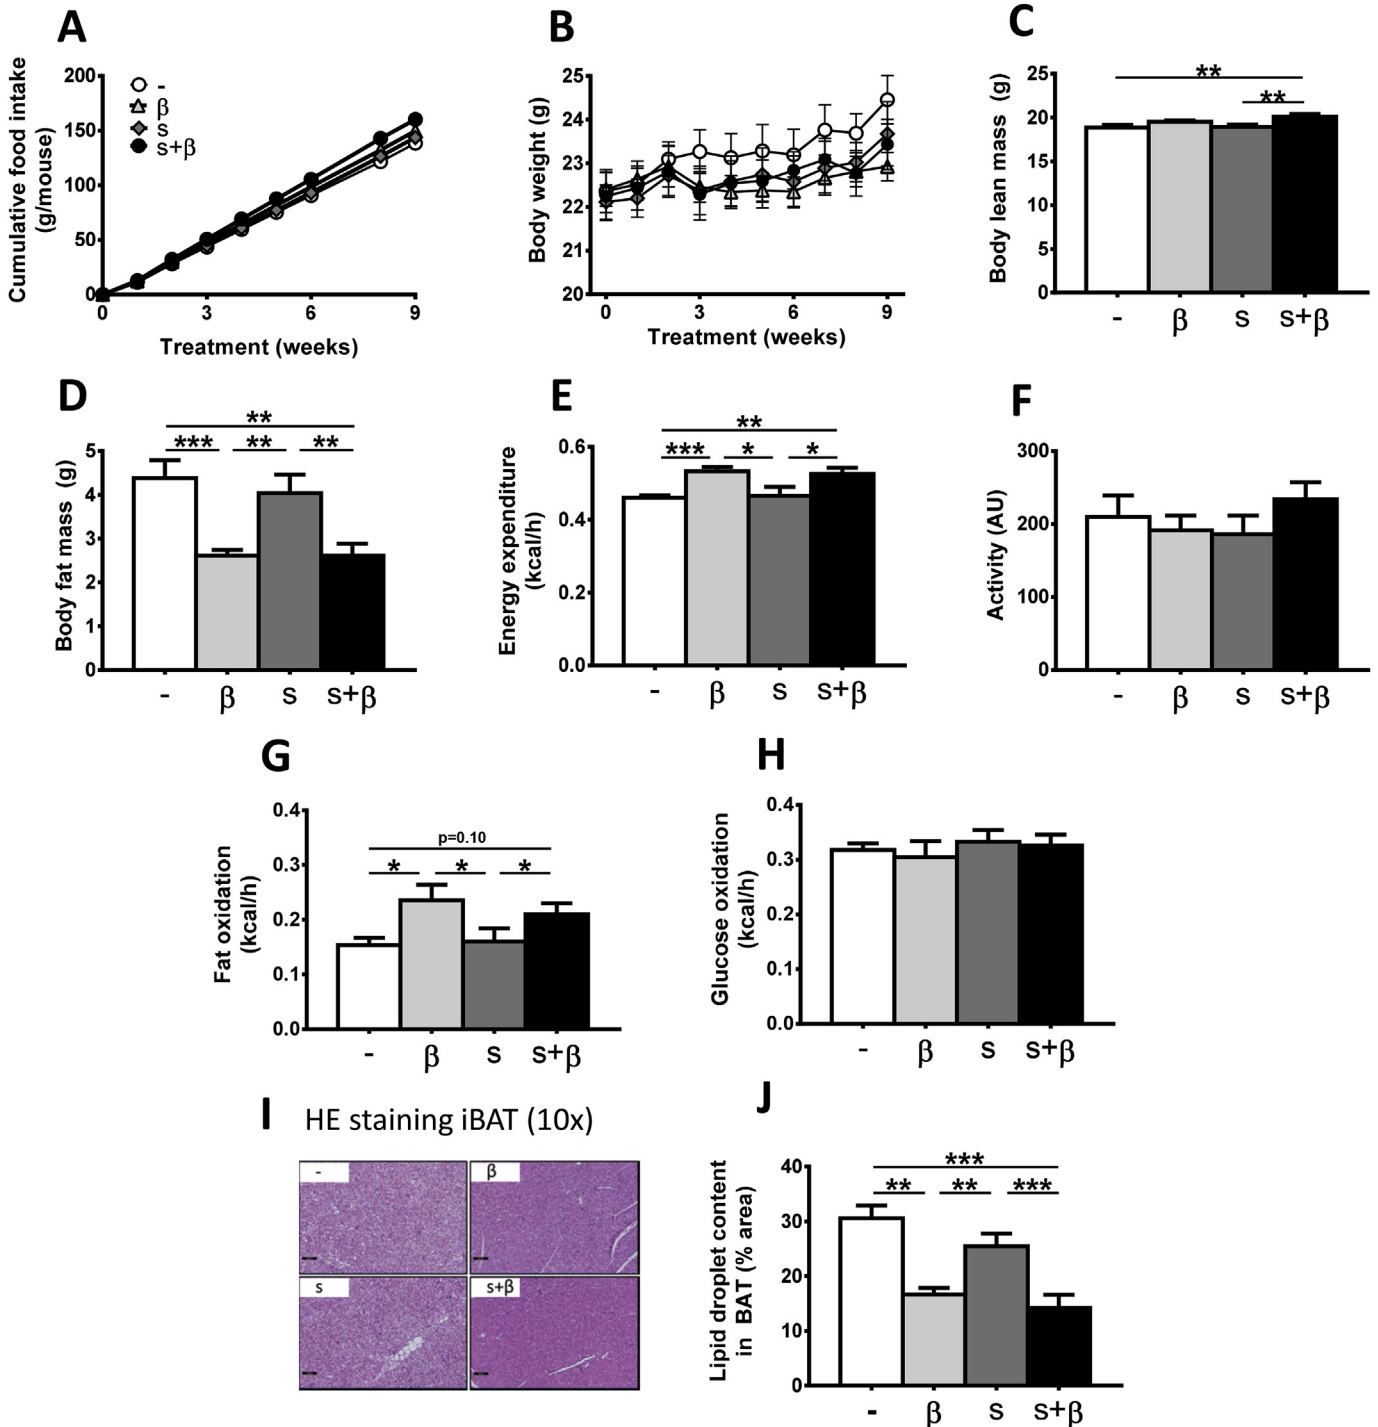 A
Cumulative food intake
(g/mouse)
200
150
100
50
0
-
β
s
s+β
0 3 6 9
Treatment (weeks)
B
Body weight (g)
25
24
23
22
21
20
0 3 6 9
Treatment (weeks)
C
Body lean mass (g)
25
20
15
10
5
0
**
**
- β s s+β
D
Body fat mass (g)
5
4
3
2
1
0
**
*** ** **
- β s s+β
E
Energy expenditure
(kcal/h)
0.6
0.4
0.2
0.0
**
*** * *
- β s s+β
F
Activity (AU)
300
200
100
0
- β s s+β
G
Fat oxidation
(kcal/h)
0.4
0.3
0.2
0.1
0.0
p=0.10
* * *
- β s s+β
H
Glucose oxidation
(kcal/h)
0.4
0.3
0.2
0.1
0.0
- β s s+β
I HE staining iBAT (10x)
- β
s s+β
J
Lipid droplet content
in BAT (% area)
40
30
20
10
0
***
** ** ***
- β s s+β